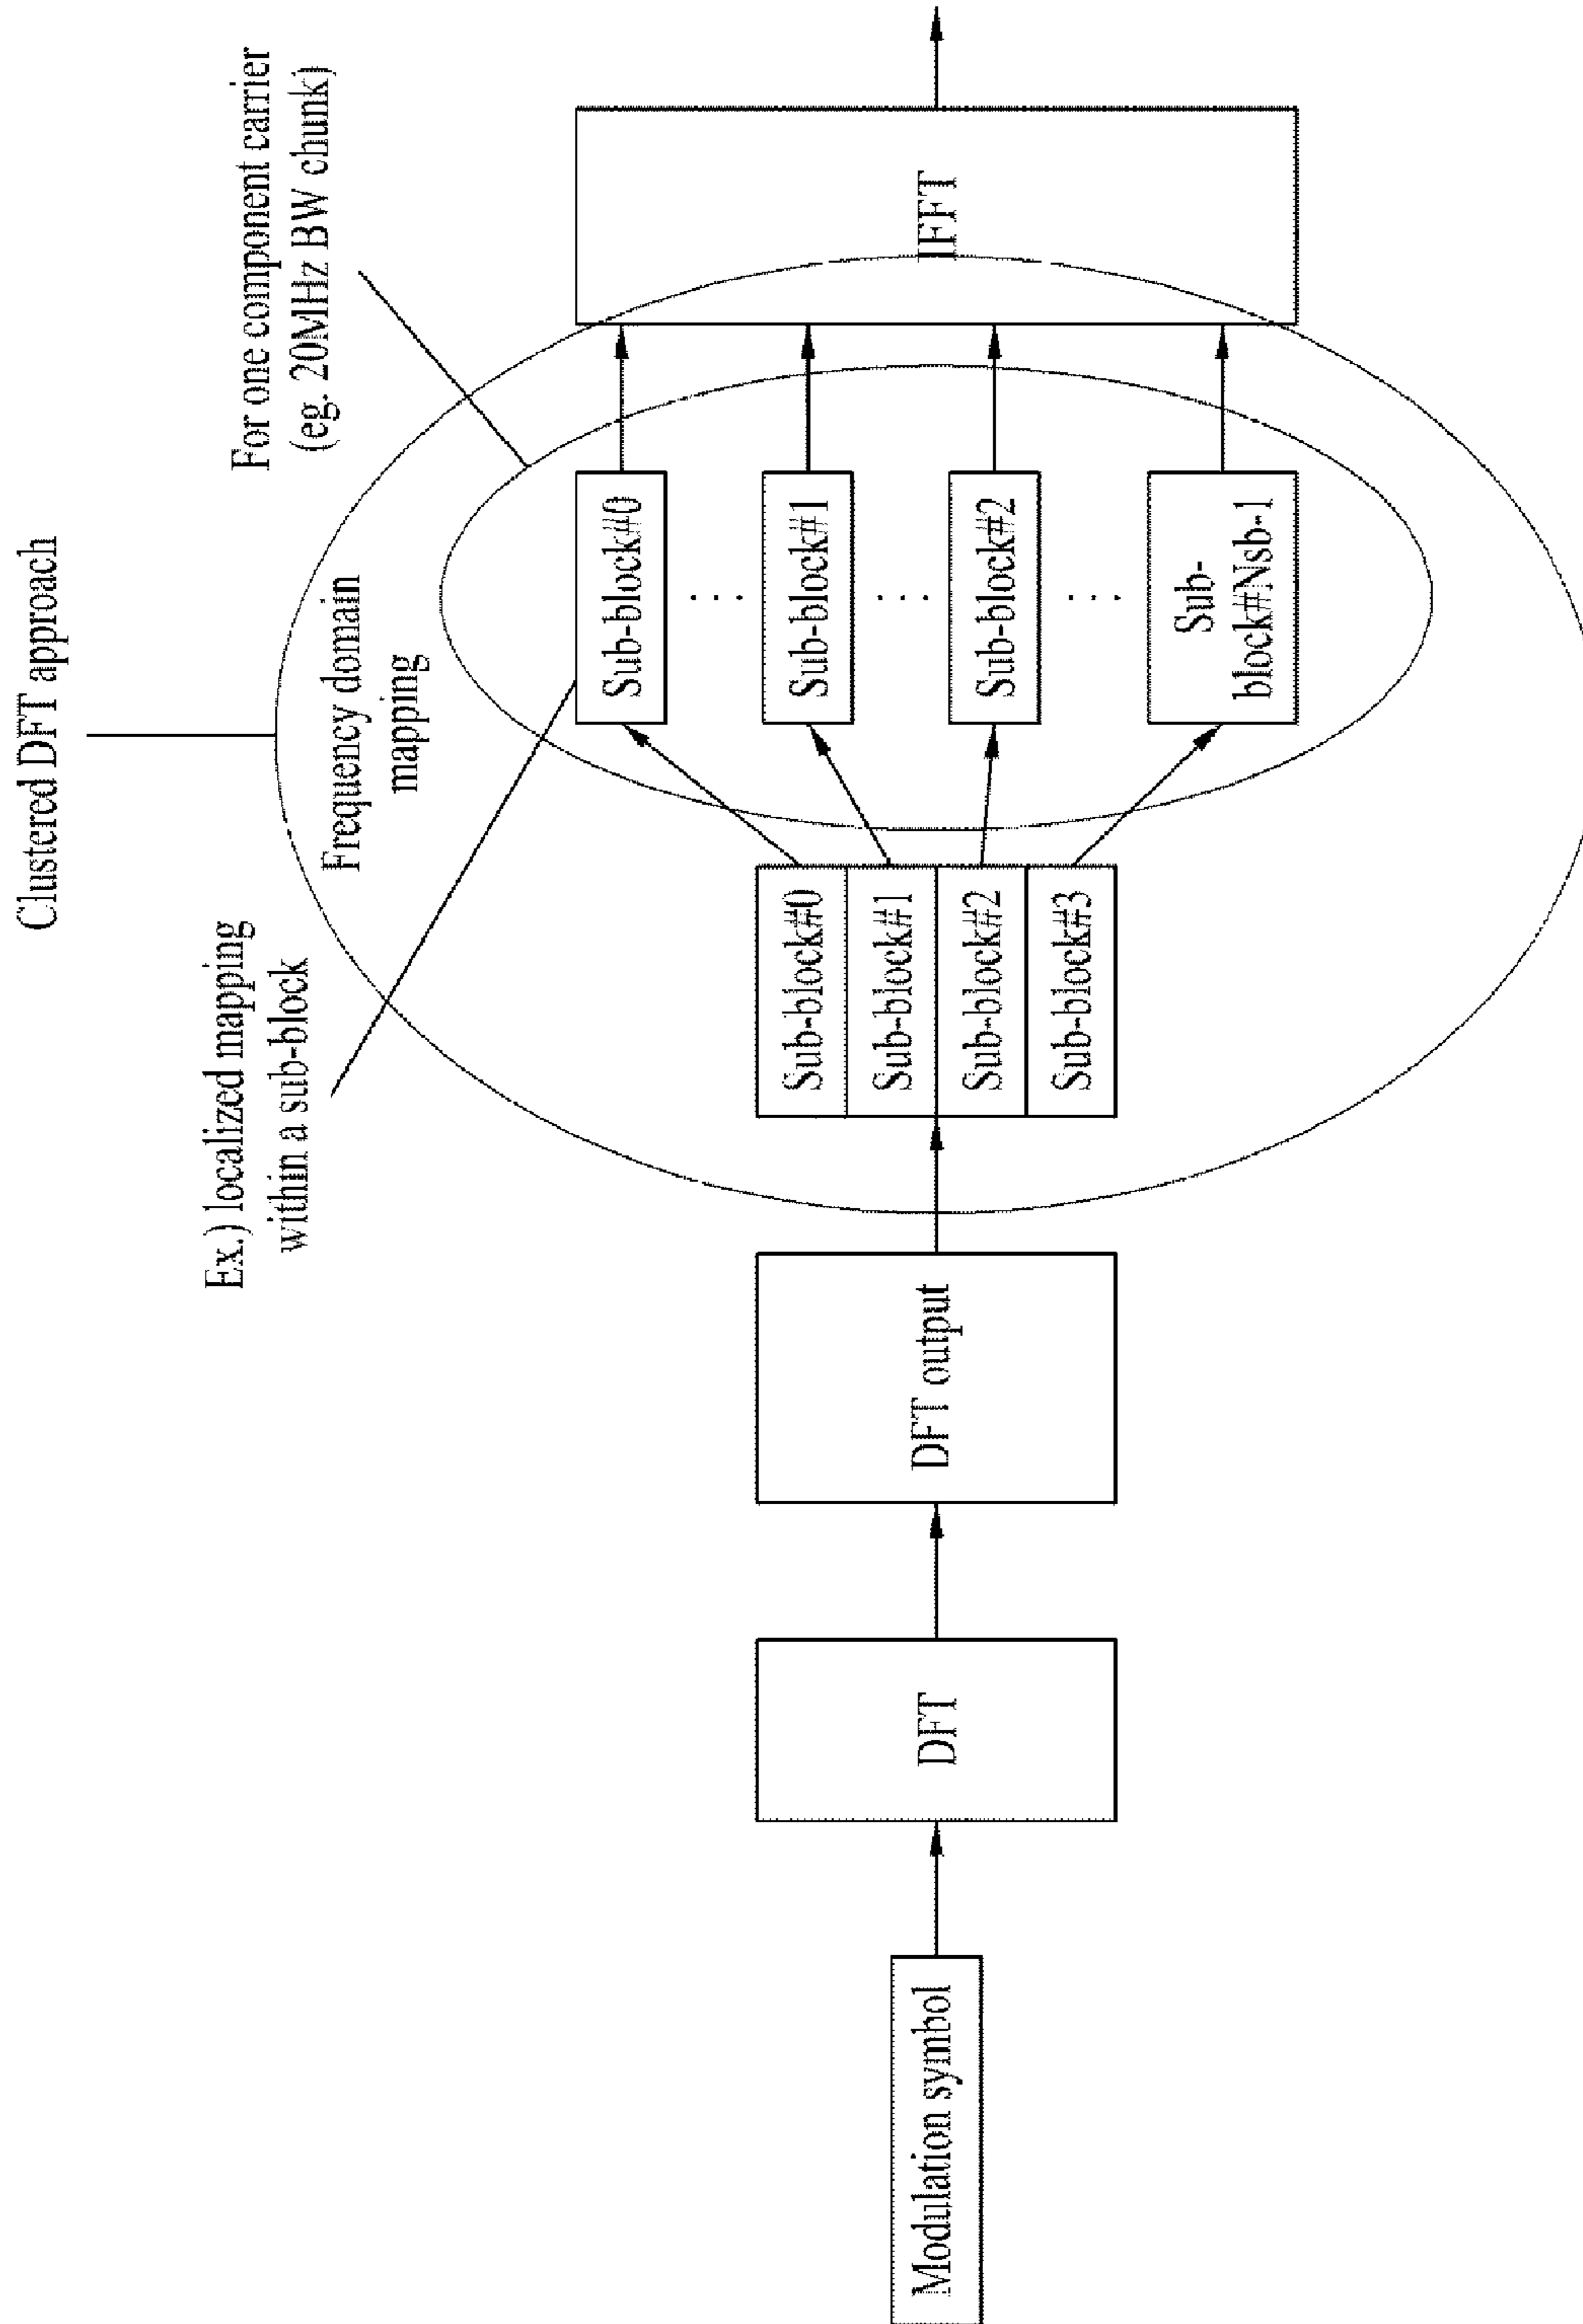 Clustered DFT approach
Ex.) localized mapping
within a sub-block
For one component carrier
(eg. 20MHz BW chunk)
Frequency domain
mapping
Modulation symbol
DFT
DFT output
Sub-block#0
Sub-block#1
Sub-block#2
Sub-block#3
Sub-block#0
...
Sub-block#1
...
Sub-block#2
...
Sub-
block#Nsb-1
IFFT